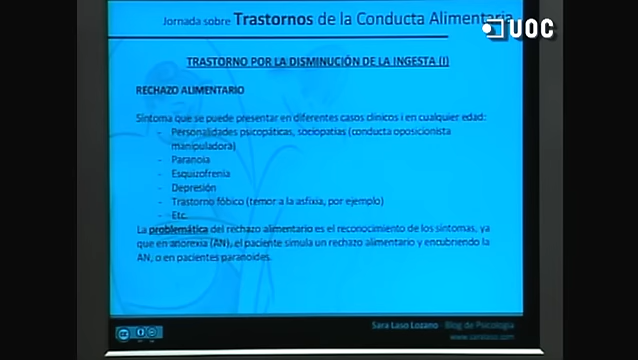 Jornada sobre Trastornos de la Conducta Alimentaria
UOC
TRASTORNO POR LA DISMINUCIÓN DE LA INGESTA (I)
RECHAZO ALIMENTARIO
Síntoma que se puede presentar en diferentes casos clínicos i en cualquier edad:
- Personalidades psicopáticas, sociopatías (conducta oposicionista
manipuladora)
- Paranoia
- Esquizofrenia
- Depresión
- Trastorno fóbico (temor a la asfixia, por ejemplo)
- Etc.
La problemática del rechazo alimentario es el reconocimiento de los síntomas, ya
que en anorexia (AN), el paciente simula un rechazo alimentario y encubriendo la
AN, o en pacientes paranoides.
Sara Laso Lozano - Blog de Psicología
www.saralaso.com